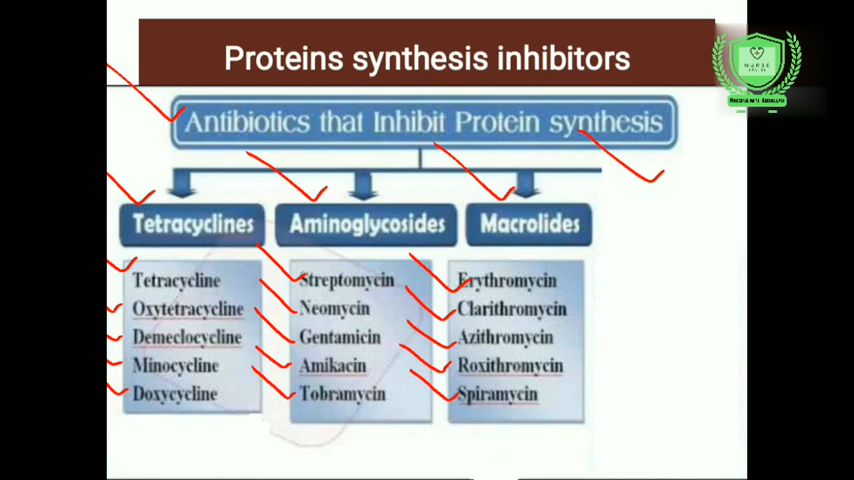 Proteins synthesis inhibitors
Antibiotics that Inhibit Protein synthesis
Tetracyclines
Tetracycline
Oxytetracycline
Demeclocycline
Minocycline
Doxycycline
Aminoglycosides
Streptomycin
Neomycin
Gentamicin
Amikacin
Tobramycin
Macrolides
Erythromycin
Clarithromycin
Azithromycin
Roxithromycin
Spiramycin
NURSE